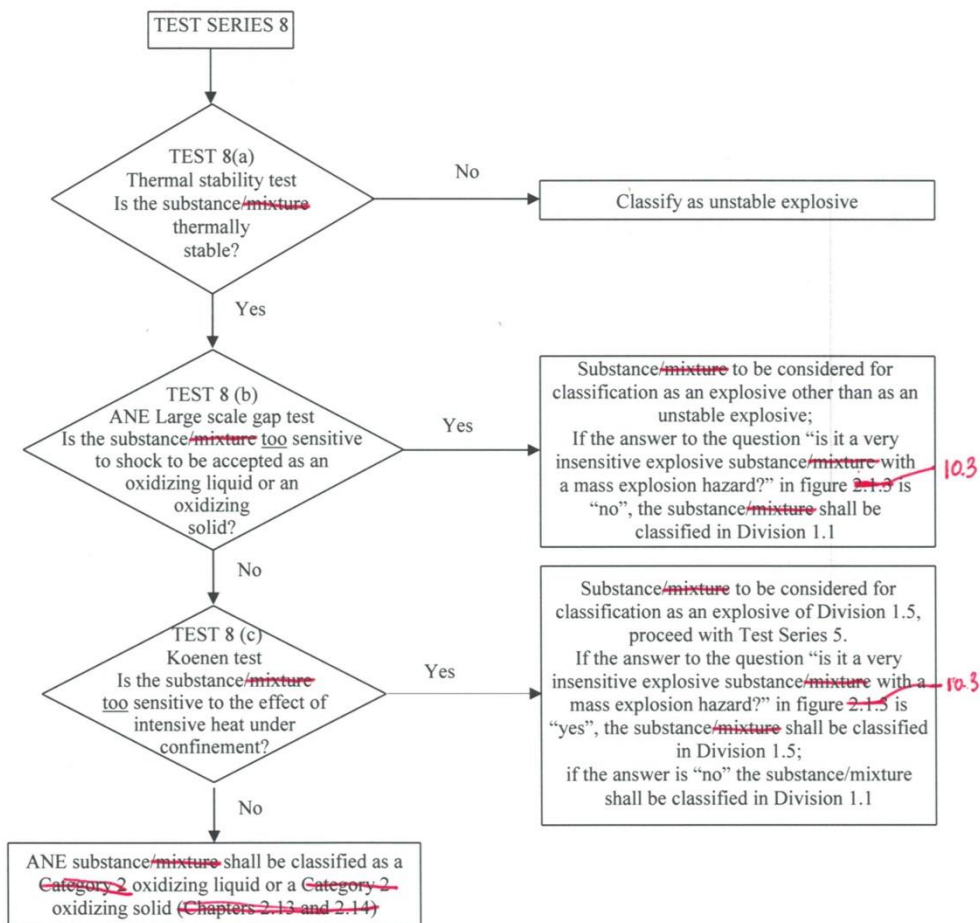 TEST SERIES 8
TEST 8(a)
Thermal stability test
Is the substance/mixture
thermally
stable?
No
Classify as unstable explosive
Yes
TEST 8 (b)
ANE Large scale gap test
Is the substance/mixture too sensitive
to shock to be accepted as an
oxidizing liquid or an
oxidizing
solid?
Yes
Substance/mixture to be considered for
classification as an explosive other than as an
unstable explosive;
If the answer to the question “is it a very
insensitive explosive substance/mixture with
a mass explosion hazard?” in figure 2.1.3 is
“no”, the substance/mixture shall be
classified in Division 1.1
10.3
No
TEST 8 (c)
Koenen test
Is the substance/mixture
too sensitive to the effect of
intensive heat under
confinement?
Yes
Substance/mixture to be considered for
classification as an explosive of Division 1.5,
proceed with Test Series 5.
If the answer to the question “is it a very
insensitive explosive substance/mixture with a
mass explosion hazard?” in figure 2.1.3 is
“yes”, the substance/mixture shall be classified
in Division 1.5;
if the answer is “no” the substance/mixture
shall be classified in Division 1.1
10.3
No
ANE substance/mixture shall be classified as a
Category 2 oxidizing liquid or a Category 2
oxidizing solid (Chapters 2.13 and 2.14)